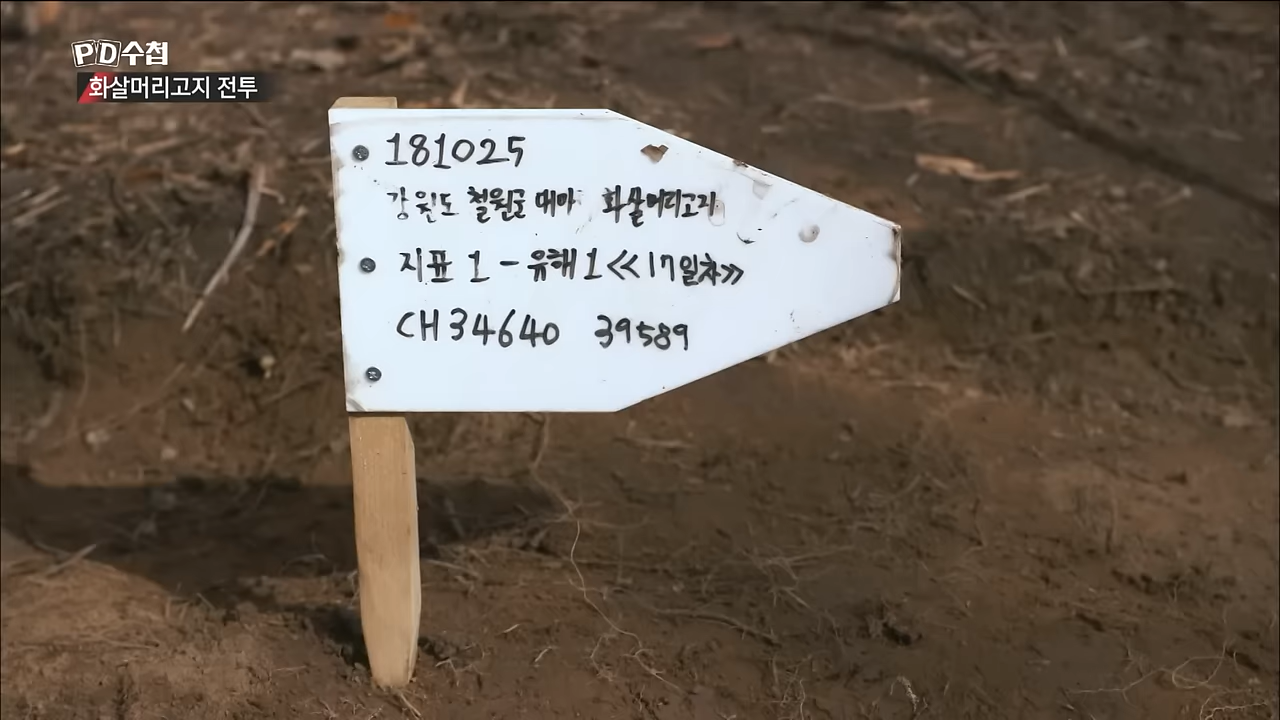 PD수첩
화살머리고지 전투
181025
강원도 철원군 대마 화살머리고지
지표 1 - 유해 1 <<17일차>>
CH 34640 39589